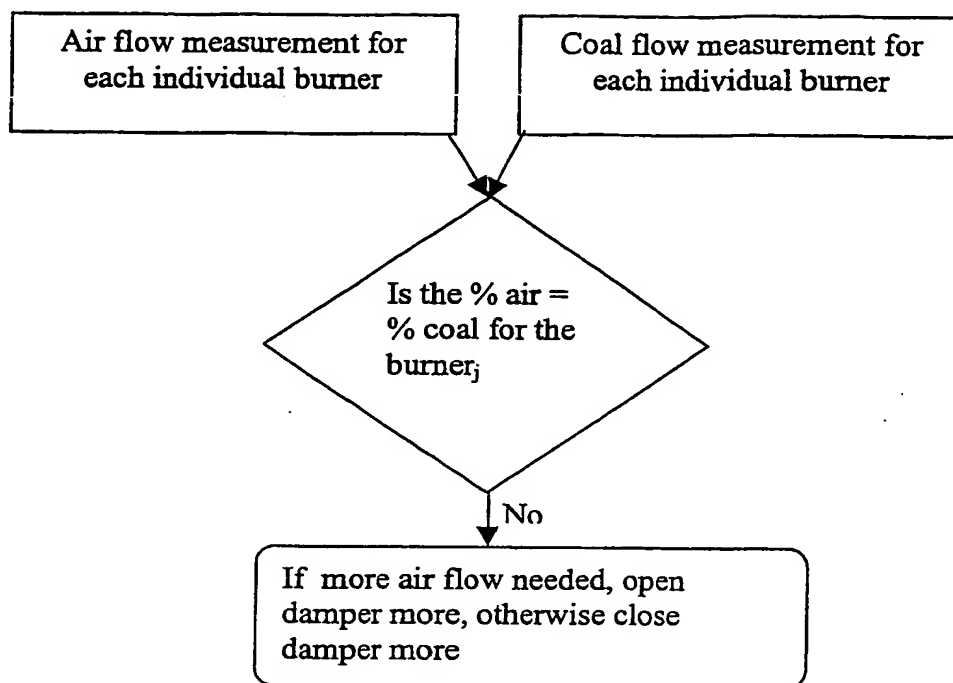 Air flow measurement for
each individual burner
Coal flow measurement for
each individual burner
Is the % air =
% coal for the
burnerj
No
If more air flow needed, open
damper more, otherwise close
damper more